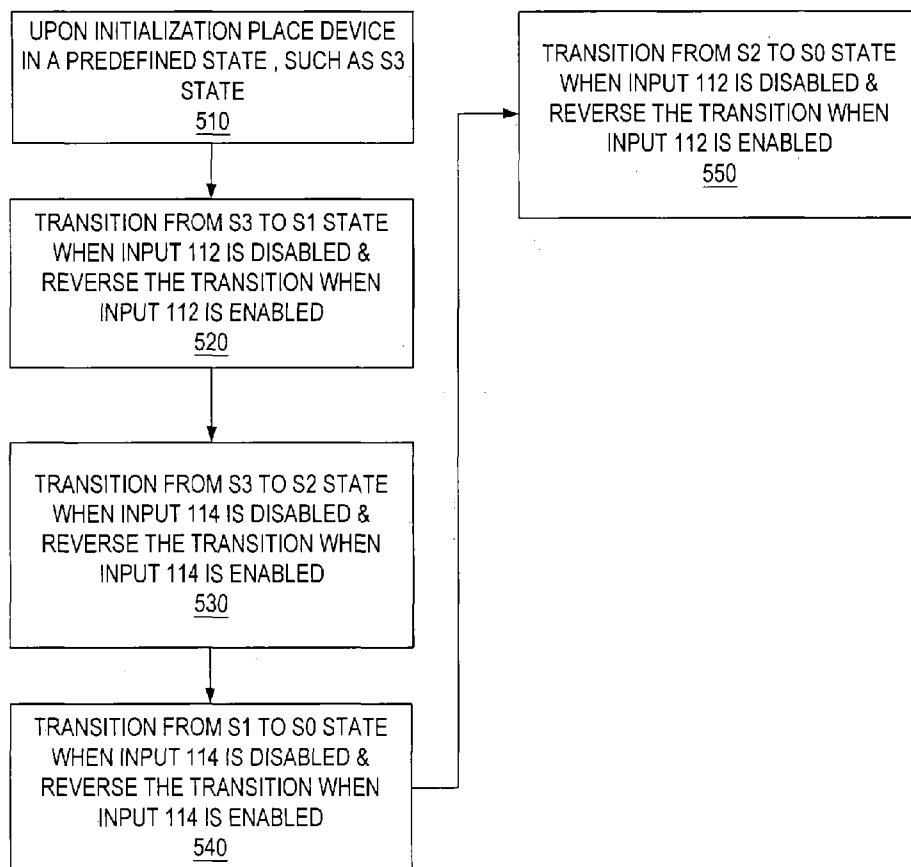 UPON INITIALIZATION PLACE DEVICE
IN A PREDEFINED STATE , SUCH AS S3
STATE
510
TRANSITION FROM S3 TO S1 STATE
WHEN INPUT 112 IS DISABLED &
REVERSE THE TRANSITION WHEN
INPUT 112 IS ENABLED
520
TRANSITION FROM S3 TO S2 STATE
WHEN INPUT 114 IS DISABLED &
REVERSE THE TRANSITION WHEN
INPUT 114 IS ENABLED
530
TRANSITION FROM S1 TO S0 STATE
WHEN INPUT 114 IS DISABLED &
REVERSE THE TRANSITION WHEN
INPUT 114 IS ENABLED
540
TRANSITION FROM S2 TO S0 STATE
WHEN INPUT 112 IS DISABLED &
REVERSE THE TRANSITION WHEN
INPUT 112 IS ENABLED
550